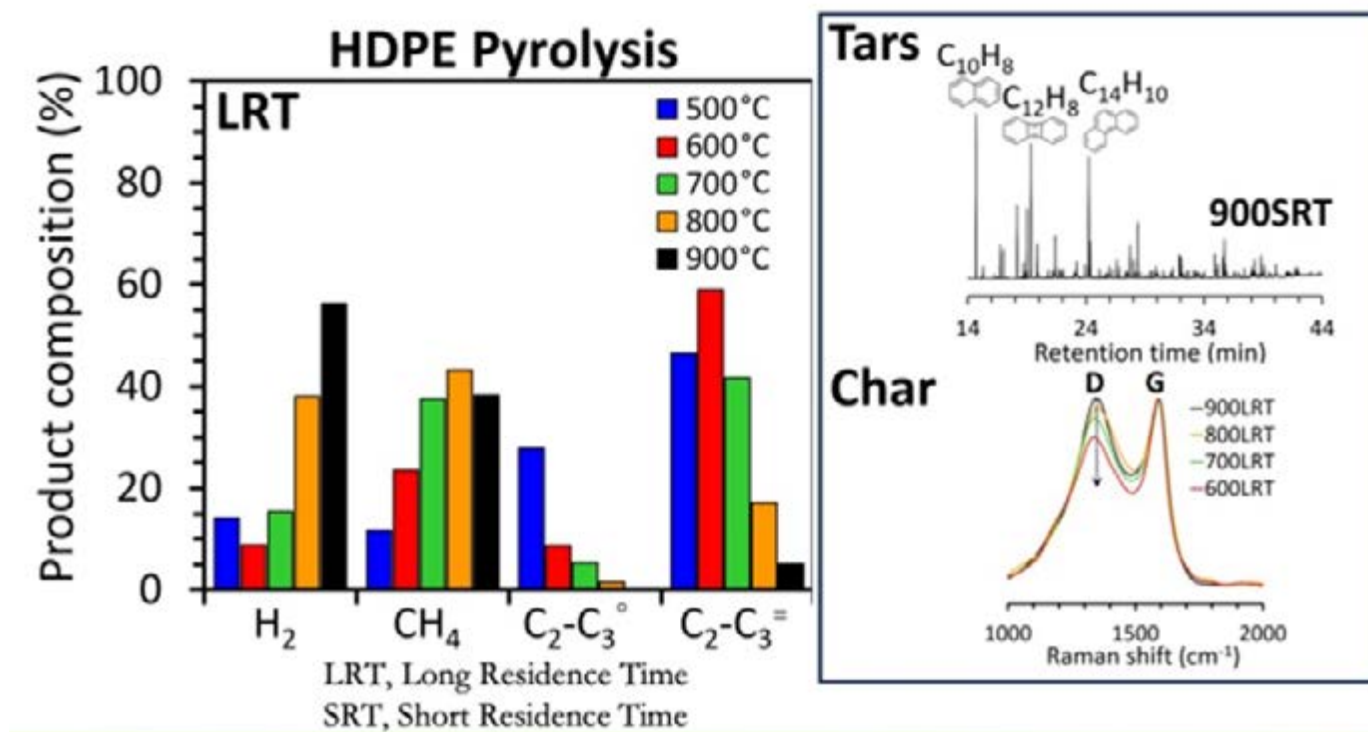 HDPE Pyrolysis
Product composition (%)
100
80
60
40
20
0
LRT
500°C
600°C
700°C
800°C
900°C
H₂
CH₄
C₂-C₃°
C₂-C₃⁼
LRT, Long Residence Time
SRT, Short Residence Time
Tars
C₁₀H₈
C₁₂H₈
C₁₄H₁₀
900SRT
14 24 34 44
Retention time (min)
Char
D G
900LRT
800LRT
700LRT
600LRT
1000 1500 2000
Raman shift (cm⁻¹)